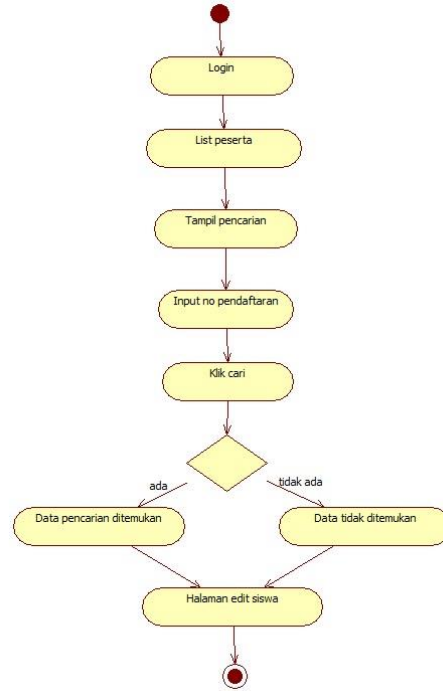 Login
List peserta
Tampil pencarian
Input no pendaftaran
Klik cari
ada
tidak ada
Data pencarian ditemukan
Data tidak ditemukan
Halaman edit siswa